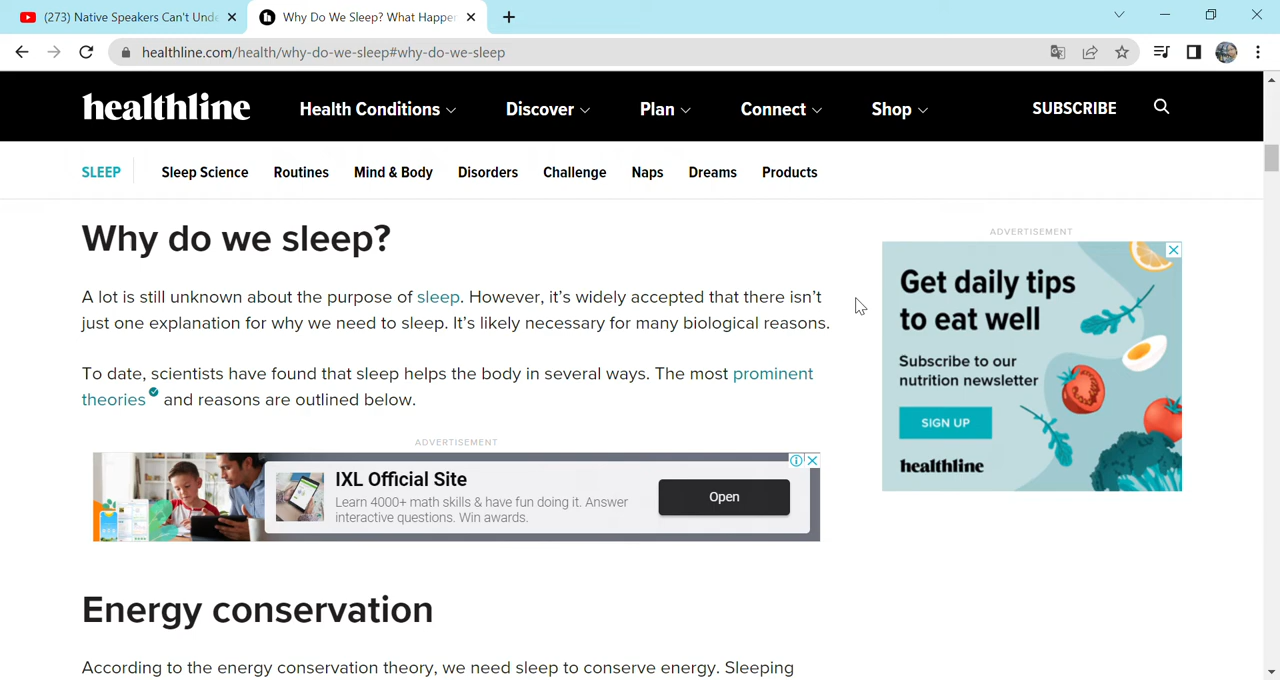 (273) Native Speakers Can't Und
Why Do We Sleep? What Happen
healthline.com/health/why-do-we-sleep#why-do-we-sleep
healthline
Health Conditions
Discover
Plan
Connect
Shop
SUBSCRIBE
SLEEP
Sleep Science
Routines
Mind & Body
Disorders
Challenge
Naps
Dreams
Products
Why do we sleep?
A lot is still unknown about the purpose of sleep. However, it's widely accepted that there isn't
just one explanation for why we need to sleep. It's likely necessary for many biological reasons.
To date, scientists have found that sleep helps the body in several ways. The most prominent
theories and reasons are outlined below.
ADVERTISEMENT
IXL Official Site
Learn 4000+ math skills & have fun doing it. Answer
interactive questions. Win awards.
Open
Energy conservation
According to the energy conservation theory, we need sleep to conserve energy. Sleeping
ADVERTISEMENT
Get daily tips
to eat well
Subscribe to our
nutrition newsletter
SIGN UP
healthline